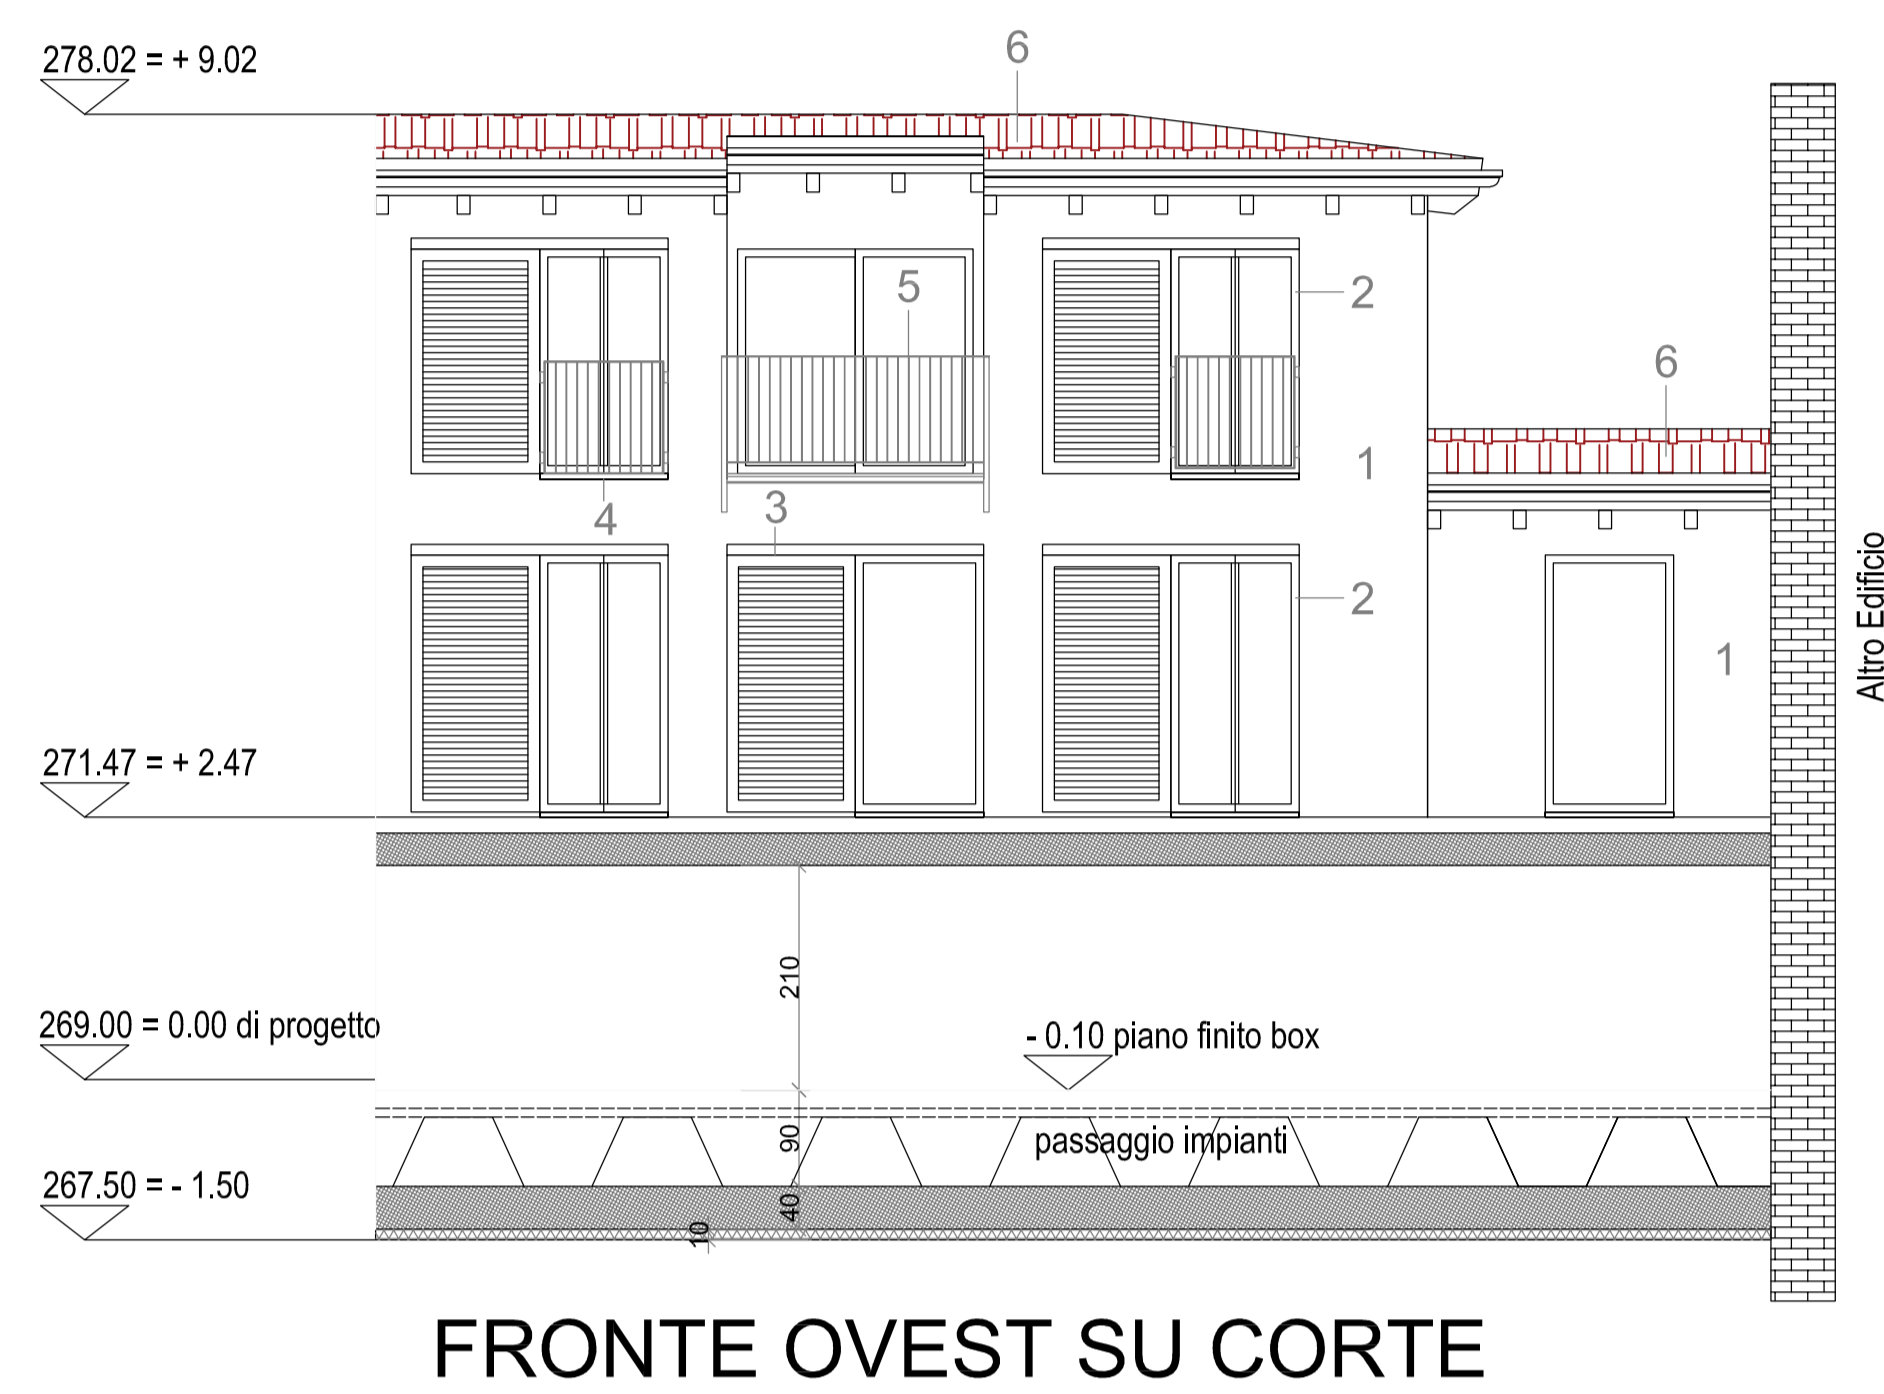 278.02 = + 9.02
6
5
2
6
1
4
3
2
1
Altro Edificio
271.47 = + 2.47
210
269.00 = 0.00 di progetto
- 0.10 piano finito box
90
passaggio impianti
267.50 = - 1.50
40
10
FRONTE OVEST SU CORTE